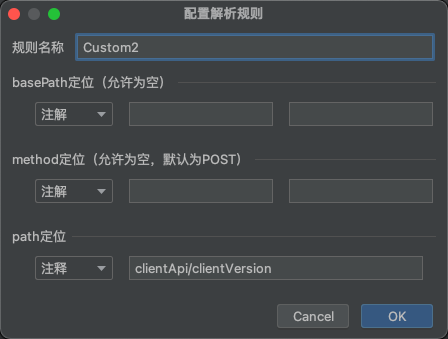 配置解析规则
规则名称 Custom2
basePath定位（允许为空）
注解
method定位（允许为空，默认为POST）
注解
path定位
注释 clientApi/clientVersion
Cancel OK